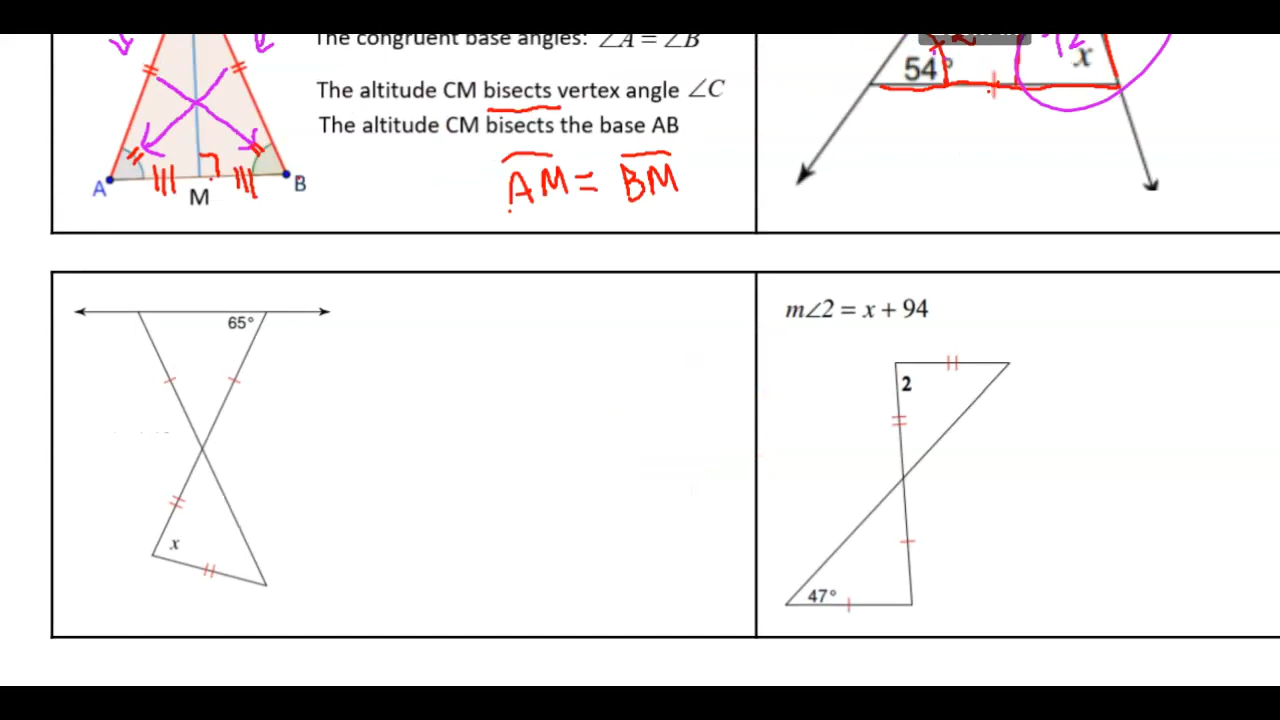 The congruent base angles: ∠A = ∠B
The altitude CM bisects vertex angle ∠C
The altitude CM bisects the base AB
AM = BM
A
M
B
54°
x
65°
x
m∠2 = x + 94
2
47°